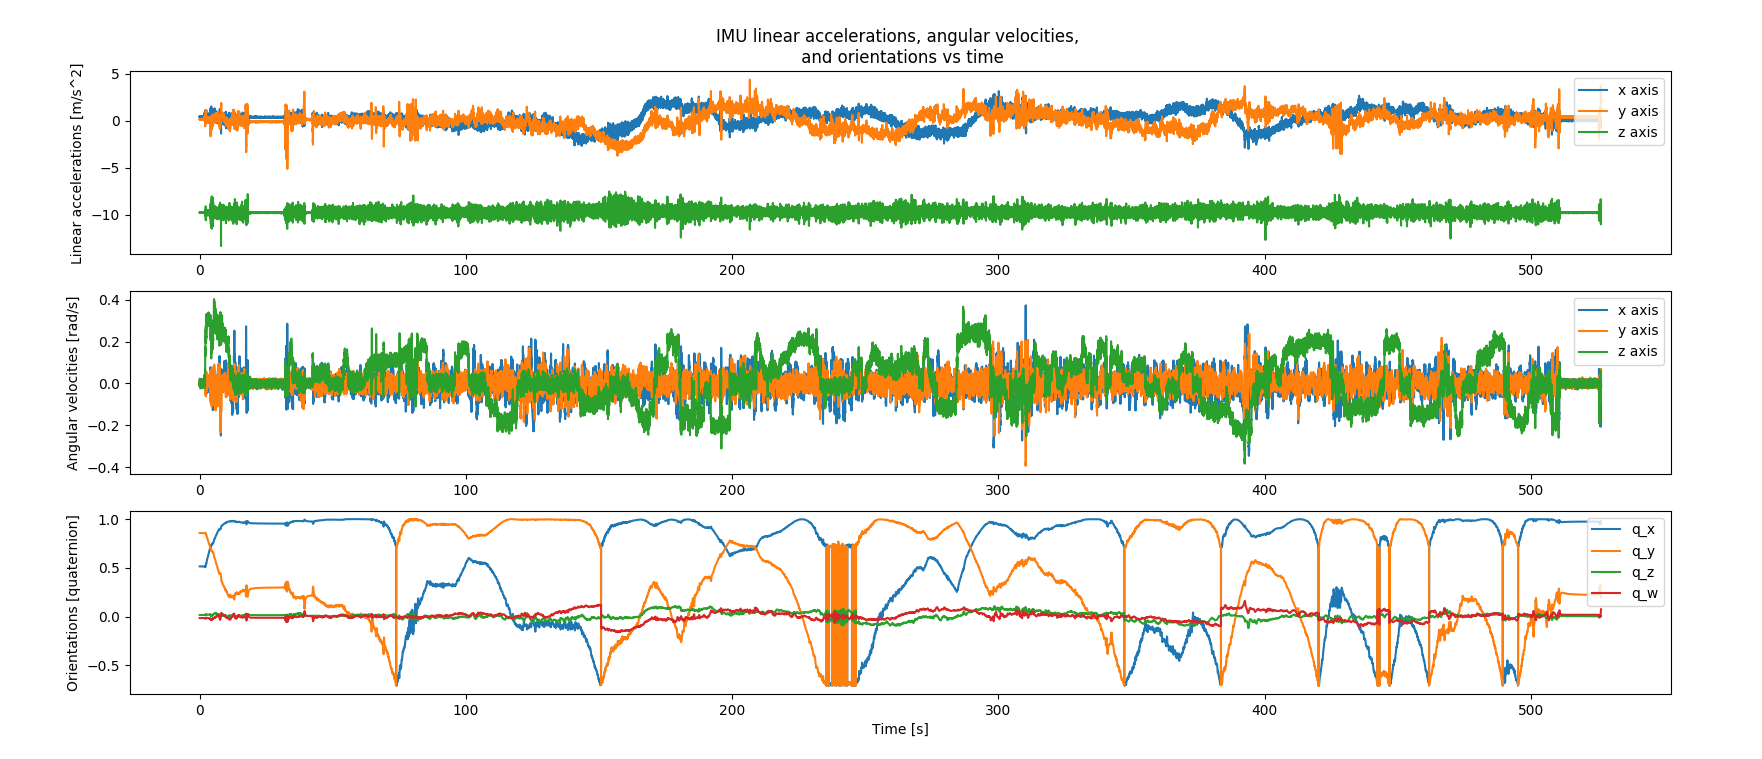 IMU linear accelerations, angular velocities,
and orientations vs time
Linear accelerations [m/s^2]
5
0
−5
−10
x axis
y axis
z axis
0 100 200 300 400 500
Angular velocities [rad/s]
0.4
0.2
0.0
−0.2
−0.4
x axis
y axis
z axis
0 100 200 300 400 500
Orientations [quaternion]
1.0
0.5
0.0
−0.5
q_x
q_y
q_z
q_w
0 100 200 300 400 500
Time [s]